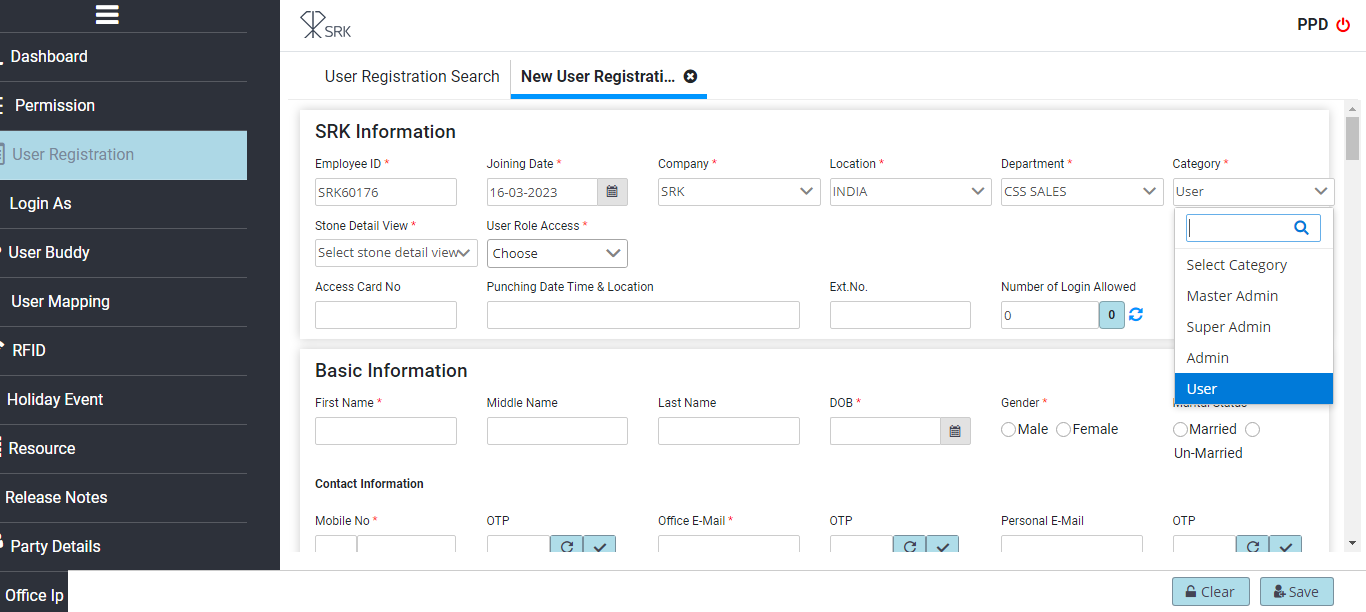 SRK
PPD
Dashboard
Permission
User Registration
Login As
User Buddy
User Mapping
RFID
Holiday Event
Resource
Release Notes
Party Details
Office Ip
User Registration Search
New User Registrati...
SRK Information
Employee ID * Joining Date * Company * Location * Department * Category *
SRK60176 16-03-2023 SRK INDIA CSS SALES User
Stone Detail View * User Role Access *
Select stone detail view Choose
Select Category
Master Admin
Super Admin
Admin
User
Access Card No Punching Date Time & Location Ext.No. Number of Login Allowed
0 0
Basic Information
First Name * Middle Name Last Name DOB * Gender * Marital Status
Male Female Married
Un-Married
Contact Information
Mobile No * OTP Office E-Mail * OTP Personal E-Mail OTP
Clear Save